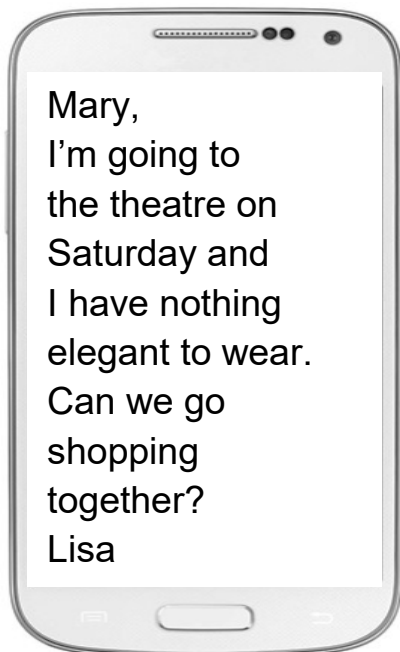 Mary,
I’m going to
the theatre on
Saturday and
I have nothing
elegant to wear.
Can we go
shopping
together?
Lisa